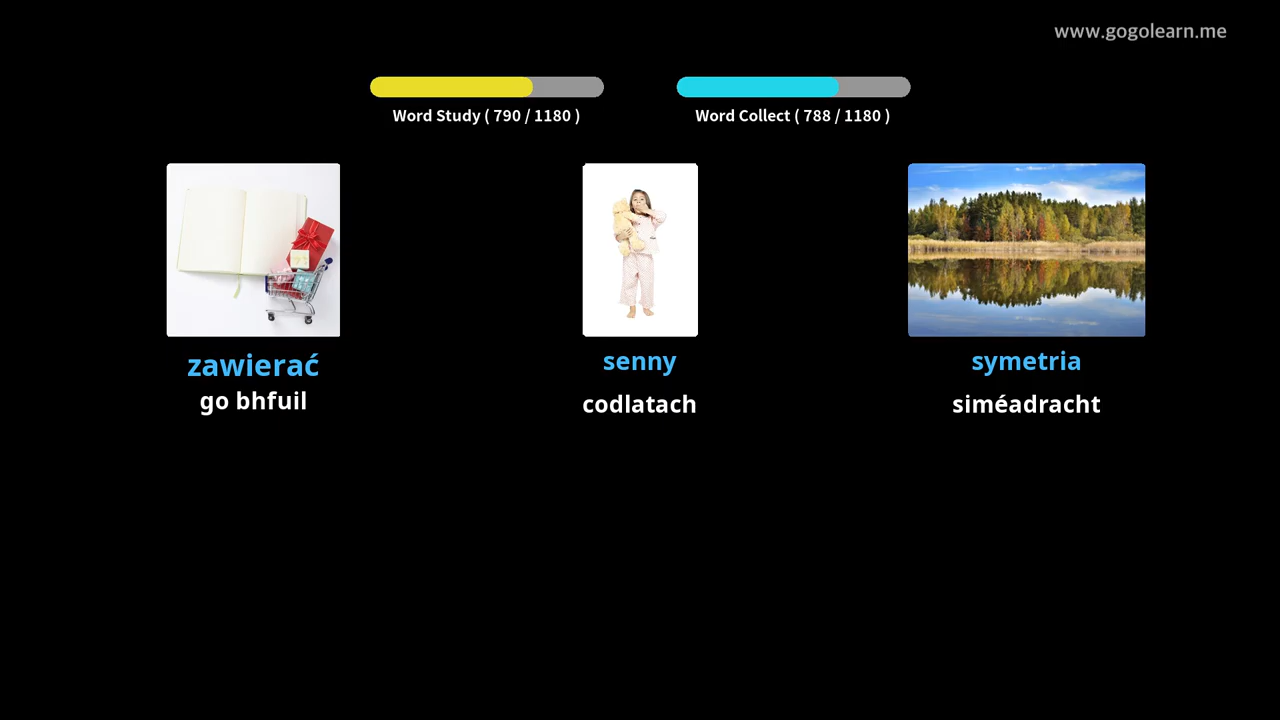 www.gogolearn.me
Word Study ( 790 / 1180 )
Word Collect ( 788 / 1180 )
zawierać
go bhfuil
senny
codlatach
symetria
siméadracht